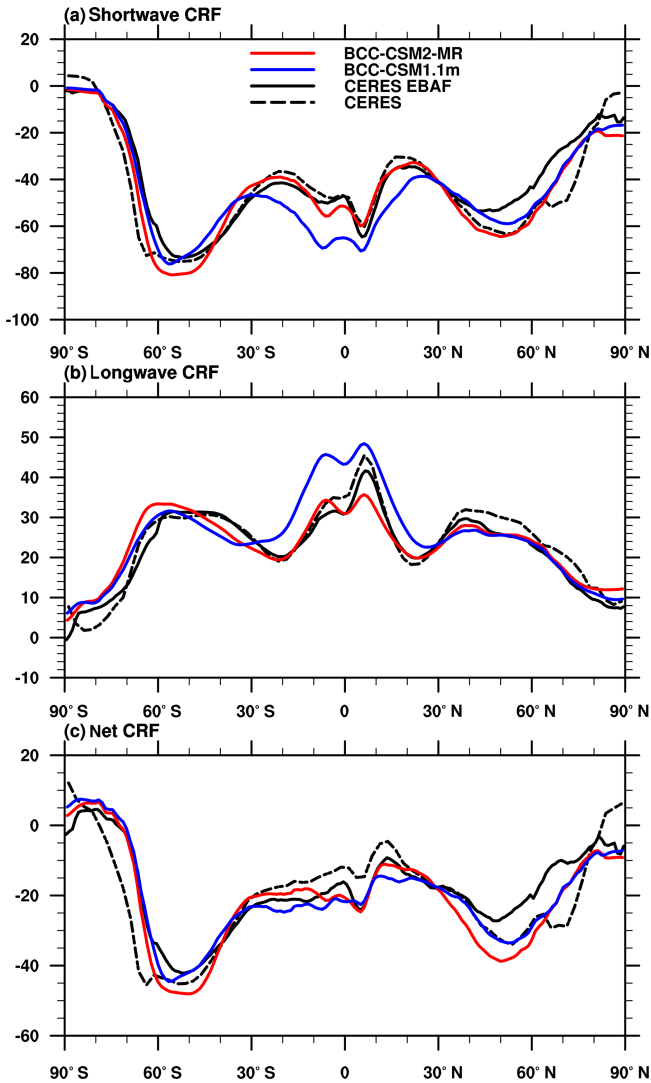 (a) Shortwave CRF
20
0
-20
-40
-60
-80
-100
BCC-CSM2-MR
BCC-CSM1.1m
CERES EBAF
CERES
90° S 60° S 30° S 0 30° N 60° N 90° N
(b) Longwave CRF
60
50
40
30
20
10
0
-10
90° S 60° S 30° S 0 30° N 60° N 90° N
(c) Net CRF
20
0
-20
-40
-60
90° S 60° S 30° S 0 30° N 60° N 90° N